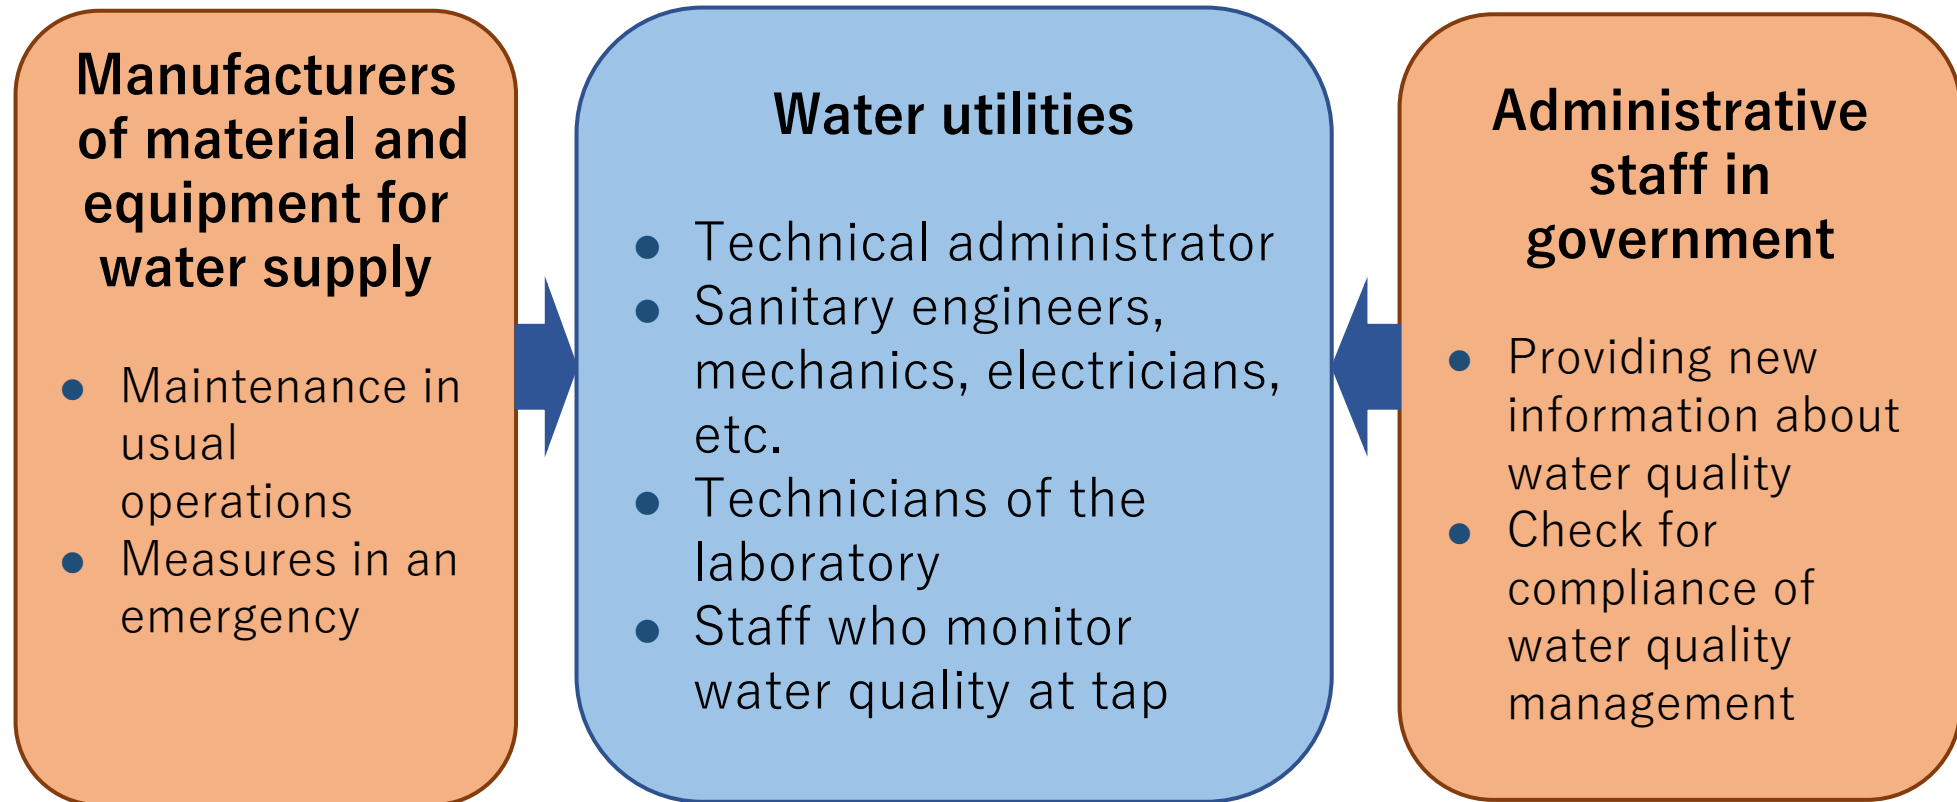 Manufacturers
of material and
equipment for
water supply
● Maintenance in
usual
operations
● Measures in an
emergency
Water utilities
● Technical administrator
● Sanitary engineers,
mechanics, electricians,
etc.
● Technicians of the
laboratory
● Staff who monitor
water quality at tap
Administrative
staff in
government
● Providing new
information about
water quality
● Check for
compliance of
water quality
management